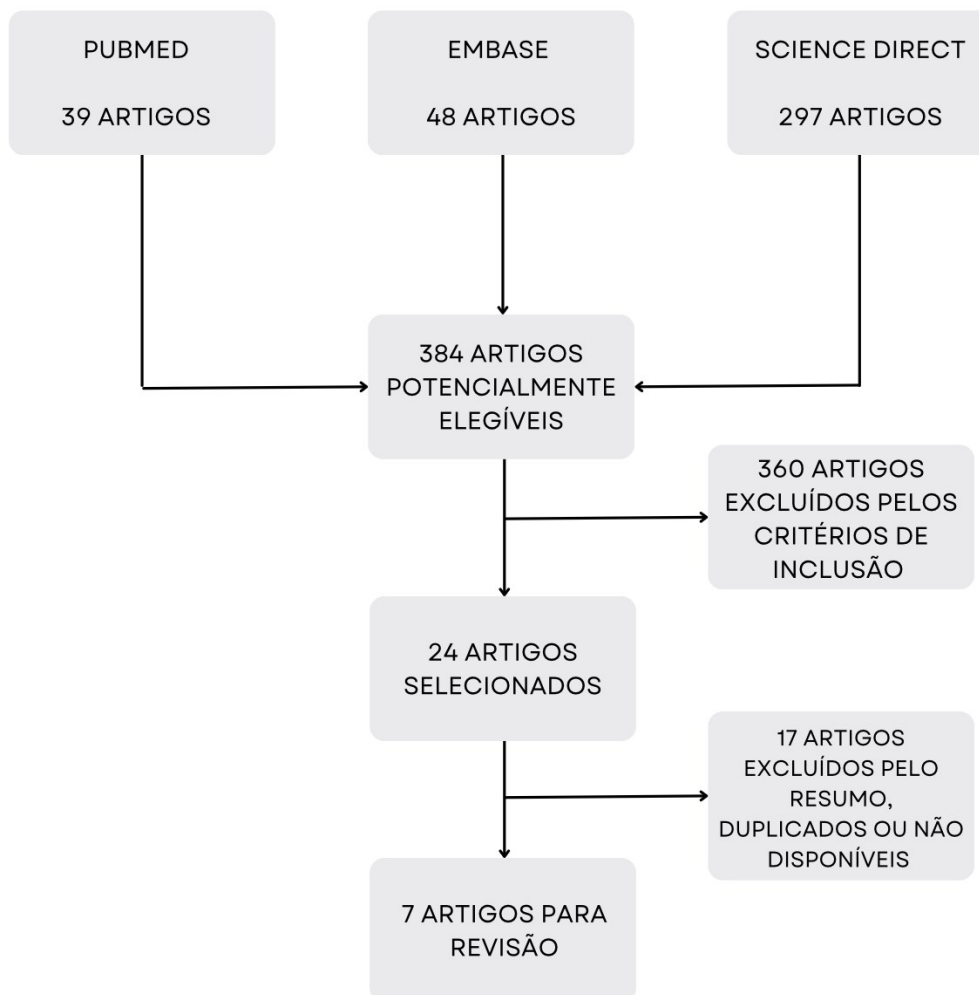 PUBMED
39 ARTIGOS
EMBASE
48 ARTIGOS
SCIENCE DIRECT
297 ARTIGOS
384 ARTIGOS
POTENCIALMENTE
ELEGÍVEIS
360 ARTIGOS
EXCLUÍDOS PELOS
CRITÉRIOS DE
INCLUSÃO
24 ARTIGOS
SELECIONADOS
17 ARTIGOS
EXCLUÍDOS PELO
RESUMO,
DUPLICADOS OU NÃO
DISPONÍVEIS
7 ARTIGOS PARA
REVISÃO